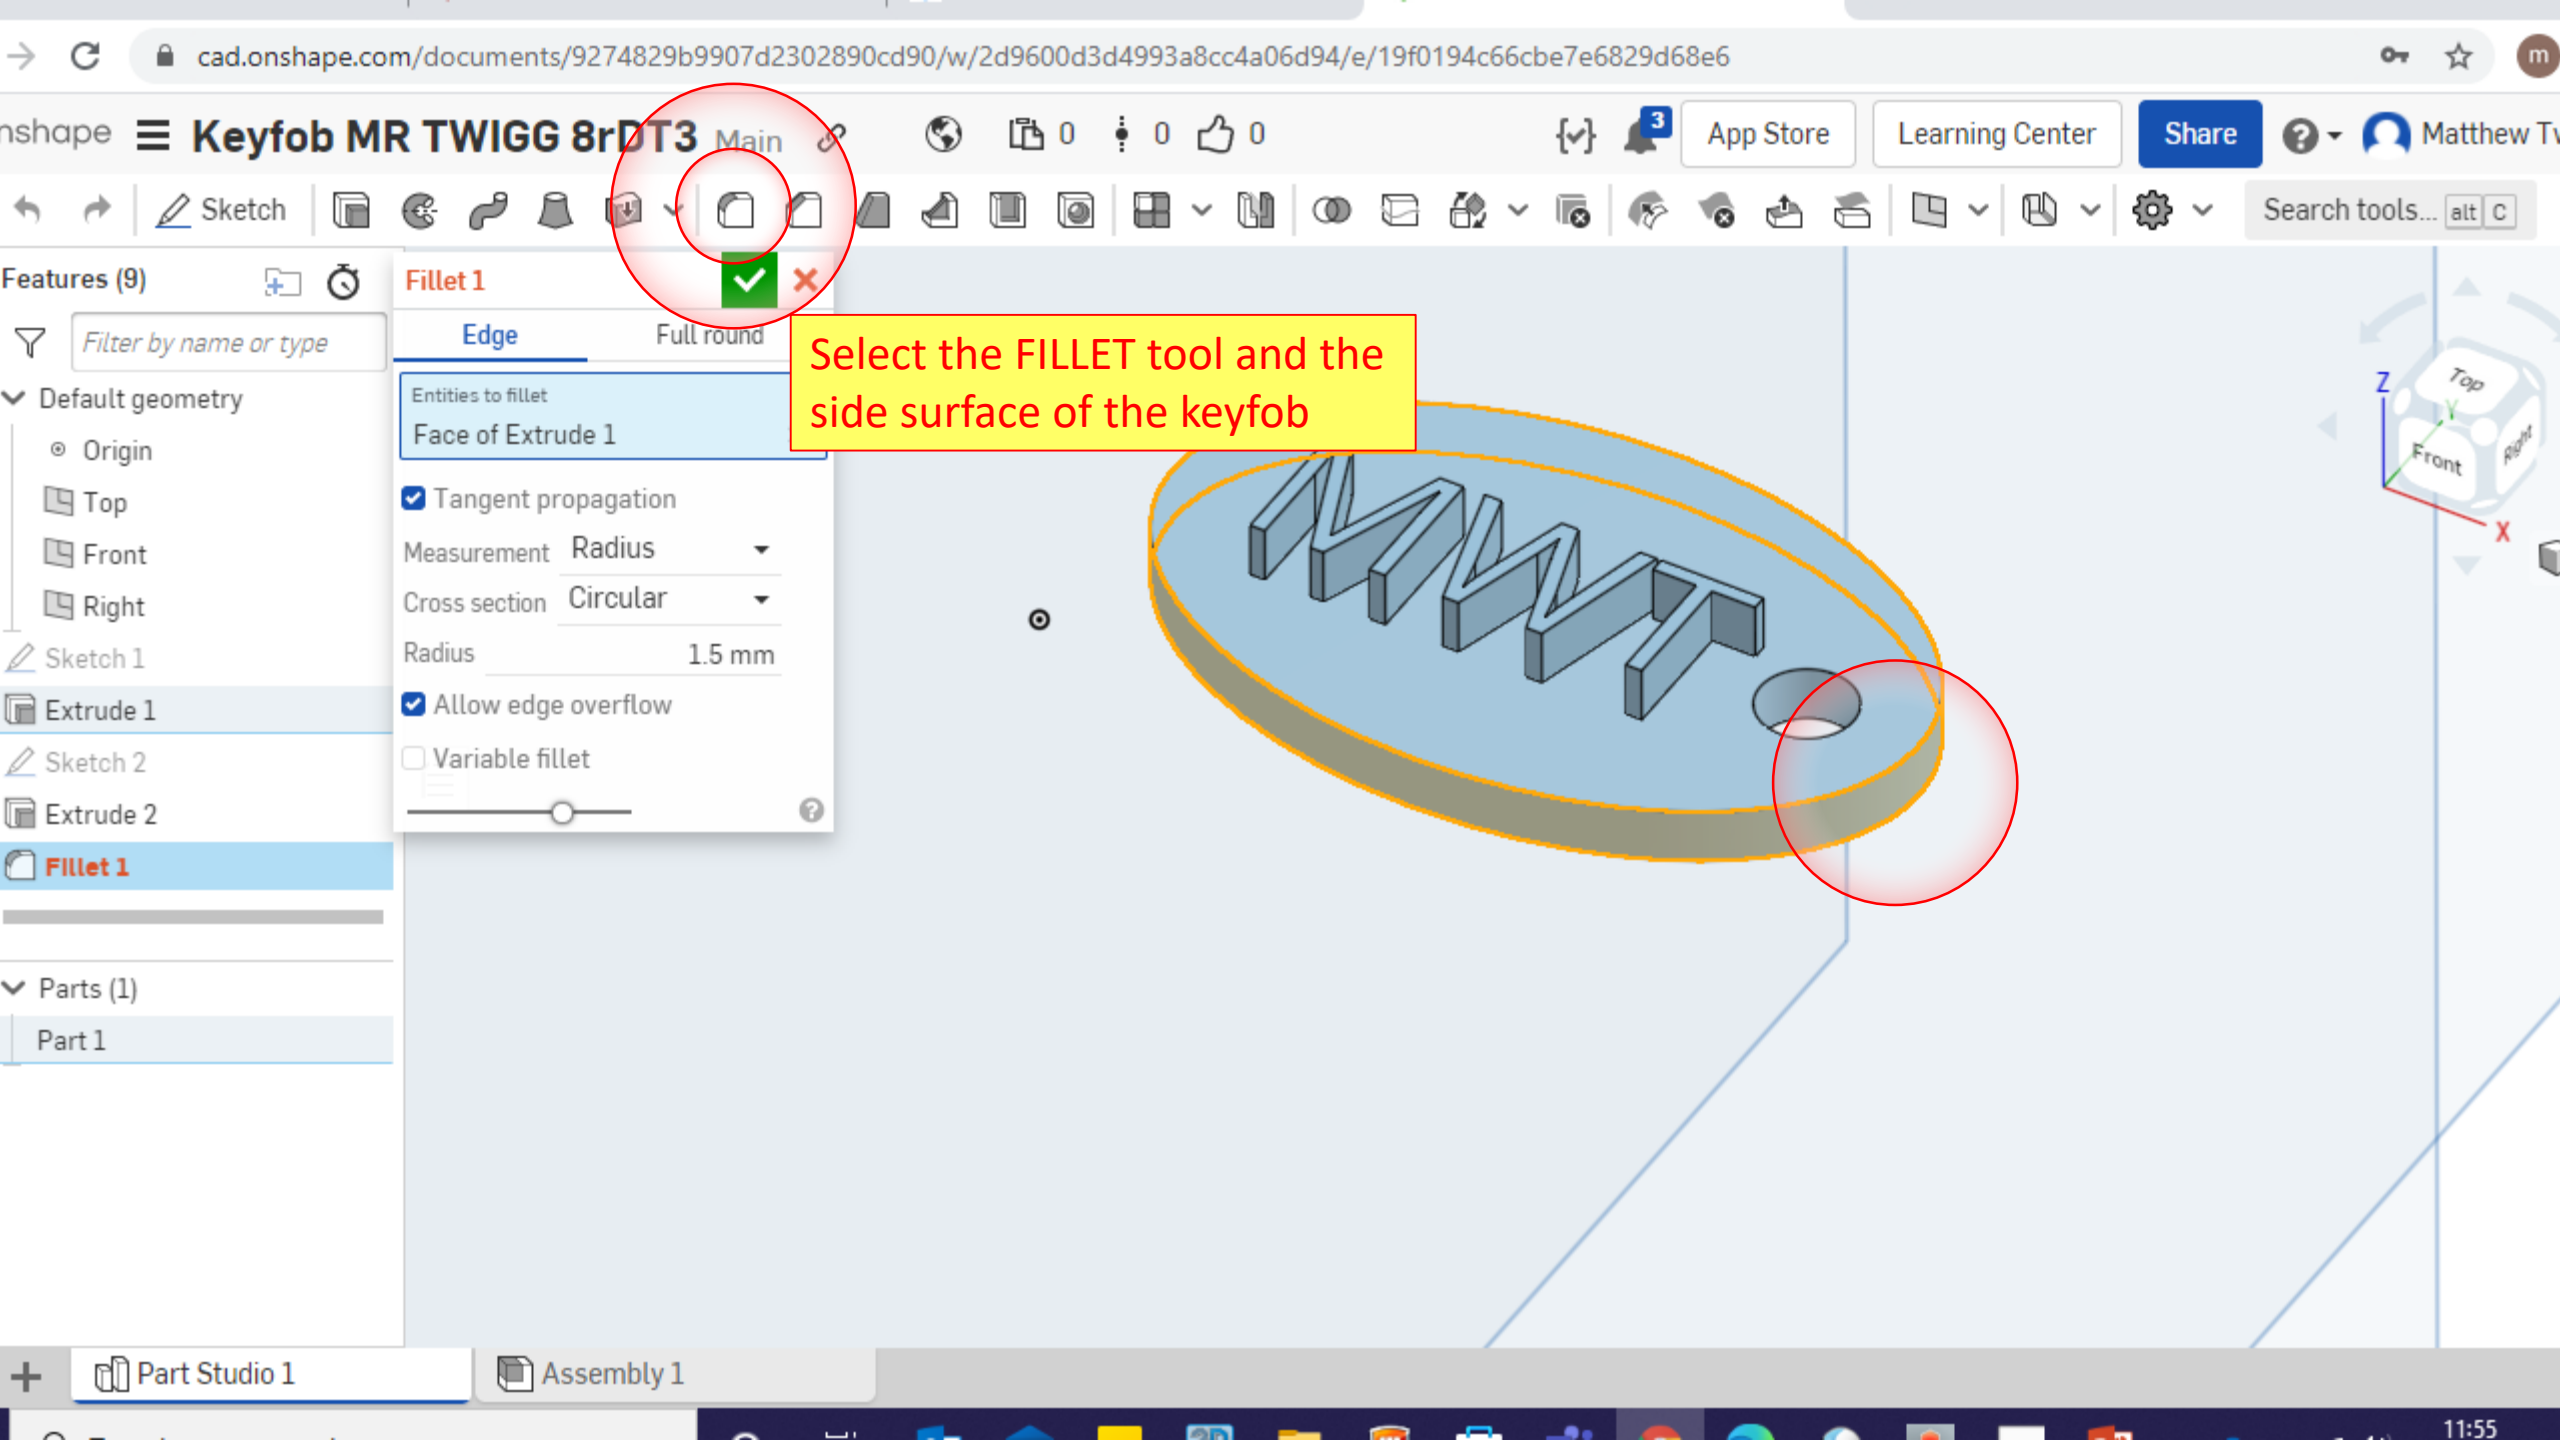 cad.onshape.com/documents/9274829b9907d2302890cd90/w/2d9600d3d4993a8cc4a06d94/e/19f0194c66cbe7e6829d68e6
m
nshape Keyfob MR TWIGG 8rDT3 Main 0 0 0 3 App Store Learning Center Share Matthew Tw
Sketch Search tools... alt C
Features (9)
Filter by name or type
Default geometry
Origin
Top
Front
Right
Sketch 1
Extrude 1
Sketch 2
Extrude 2
Fillet 1
Parts (1)
Part 1
Fillet 1
Edge Full round
Entities to fillet
Face of Extrude 1
Tangent propagation
Measurement Radius
Cross section Circular
Radius 1.5 mm
Allow edge overflow
Variable fillet
Select the FILLET tool and the
side surface of the keyfob
MWT
Z
Top
Y
Front
Right
X
Part Studio 1 Assembly 1
11:55